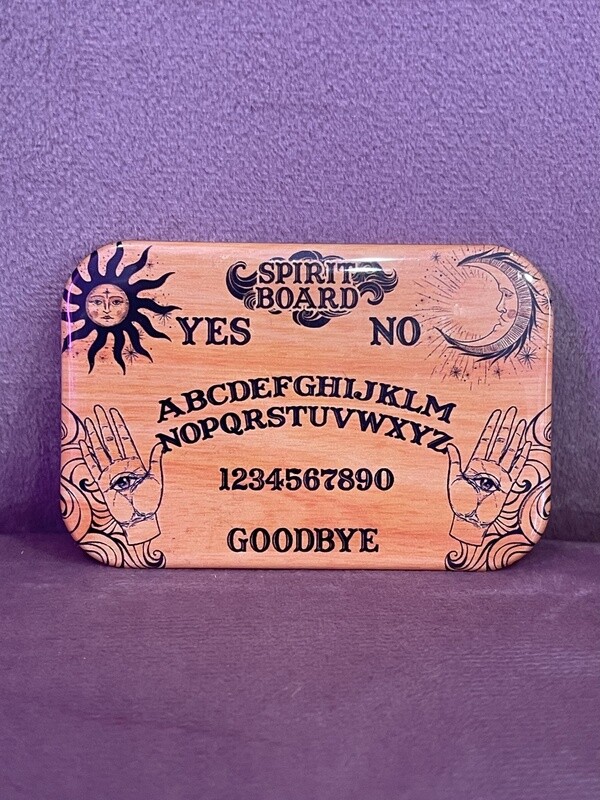 SPIRIT
BOARD
YES NO
ABCDEFGHIJKLM
NOPQRSTUVWXYZ
1234567890
GOODBYE